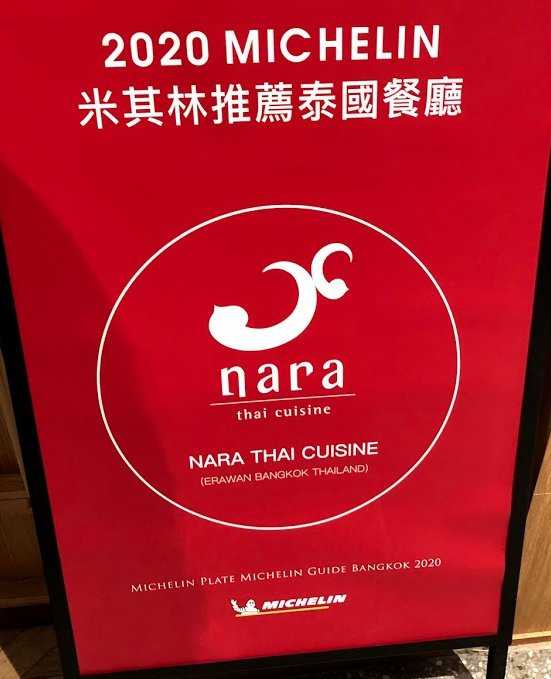 2020 MICHELIN
米其林推薦泰國餐廳
nara
thai cuisine
NARA THAI CUISINE
(ERAWAN BANGKOK THAILAND)
MICHELIN PLATE MICHELIN GUIDE BANGKOK 2020
MICHELIN